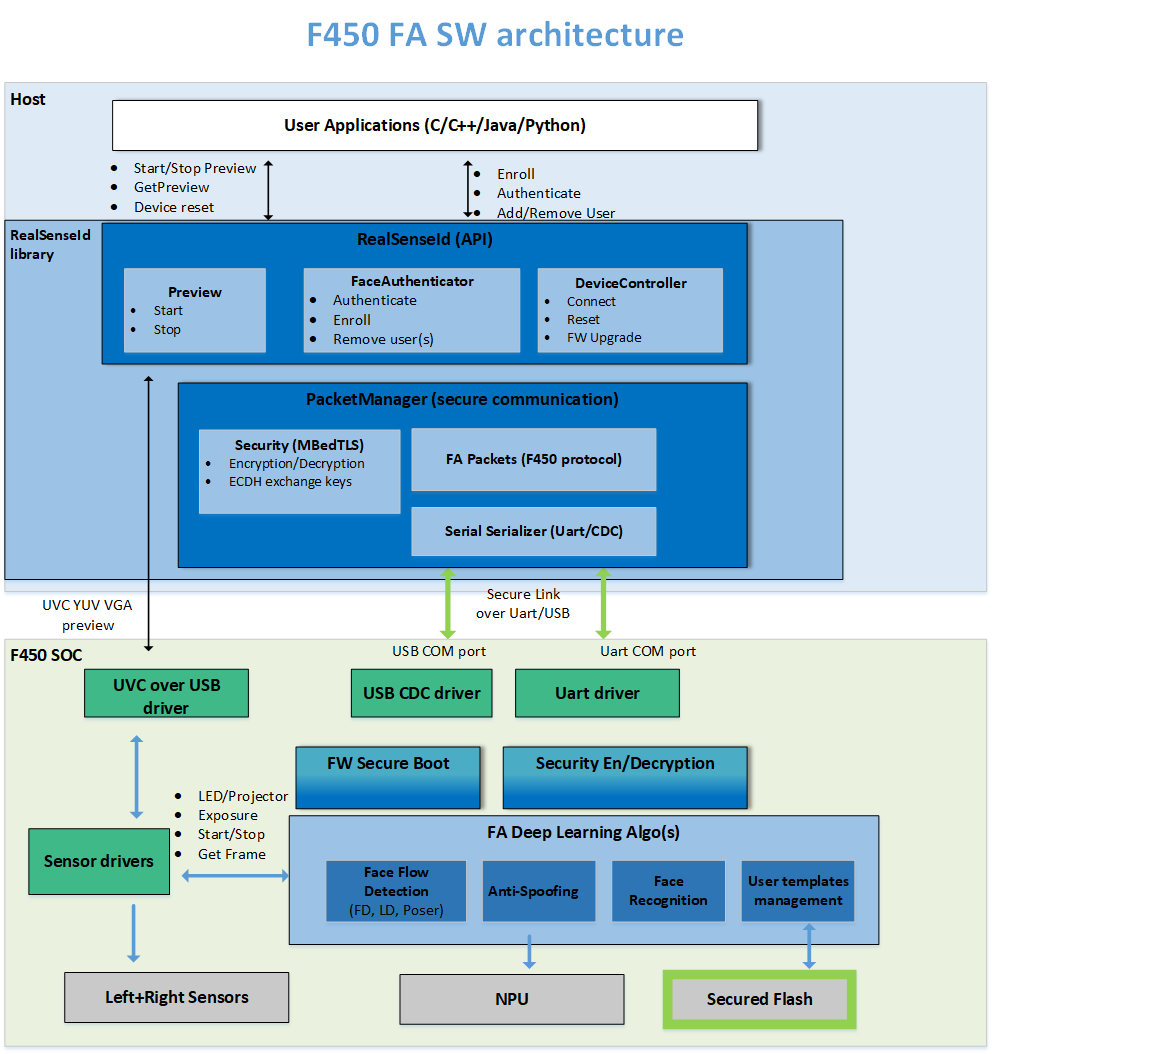 F450 FA SW architecture
Host
User Applications (C/C++/Java/Python)
Start/Stop Preview
GetPreview
Device reset
Enroll
Authenticate
Add/Remove User
RealSenseId
library
RealSenseId (API)
Preview
Start
Stop
FaceAuthenticator
Authenticate
Enroll
Remove user(s)
DeviceController
Connect
Reset
FW Upgrade
PacketManager (secure communication)
Security (MBedTLS)
Encryption/Decryption
ECDH exchange keys
FA Packets (F450 protocol)
Serial Serializer (Uart/CDC)
UVC YUV VGA
preview
Secure Link
over Uart/USB
F450 SOC
USB COM port
Uart COM port
UVC over USB
driver
USB CDC driver
Uart driver
FW Secure Boot
Security En/Decryption
LED/Projector
Exposure
Start/Stop
Get Frame
Sensor drivers
FA Deep Learning Algo(s)
Face Flow
Detection
(FD, LD, Poser)
Anti-Spoofing
Face
Recognition
User templates
management
Left+Right Sensors
NPU
Secured Flash